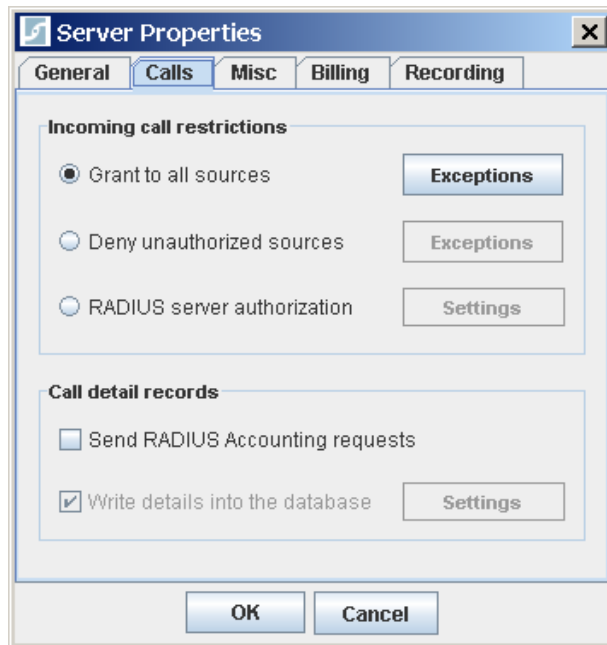 Server Properties
General Calls Misc Billing Recording
Incoming call restrictions
Grant to all sources Exceptions
Deny unauthorized sources Exceptions
RADIUS server authorization Settings
Call detail records
Send RADIUS Accounting requests
Write details into the database Settings
OK Cancel